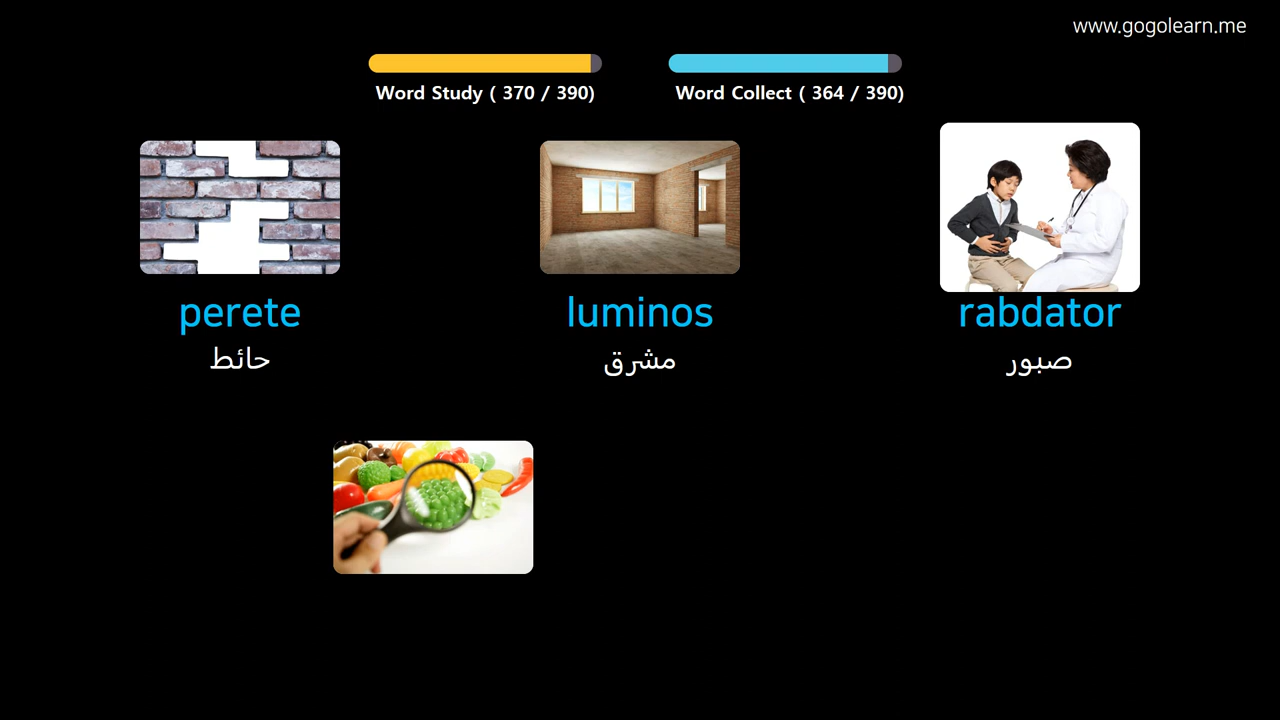 www.gogolearn.me
Word Study ( 370 / 390)
Word Collect ( 364 / 390)
perete
حائط
luminos
مشرق
rabdator
صبور